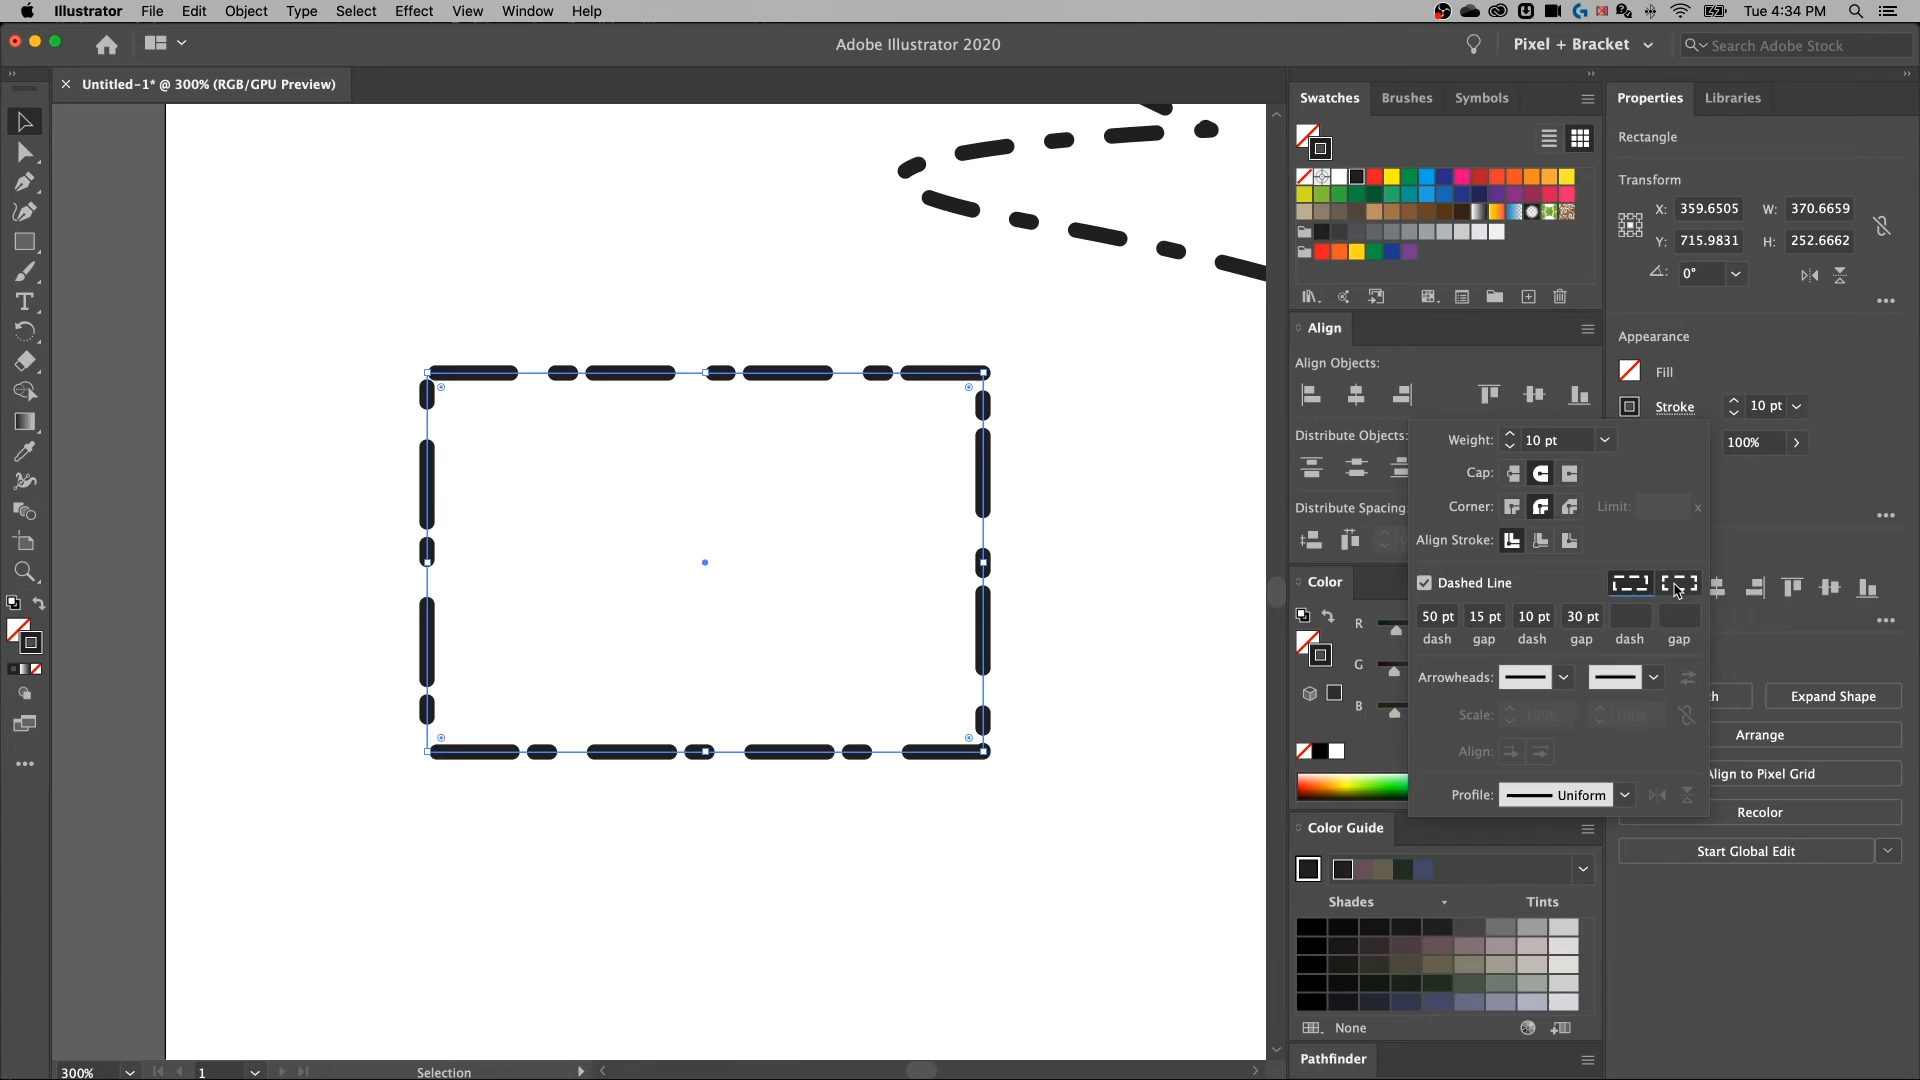 Illustrator File Edit Object Type Select Effect View Window Help
Tue 4:34 PM
Adobe Illustrator 2020
Pixel + Bracket
Search Adobe Stock
Untitled-1* @ 300% (RGB/GPU Preview)
Swatches Brushes Symbols
Properties Libraries
Rectangle
Transform
X: 359.6505 W: 370.6659
Y: 715.9831 H: 252.6662
0°
Align
Appearance
Align Objects:
Fill
Stroke 10 pt
Distribute Objects:
Weight: 10 pt
100%
Cap:
Distribute Spacing:
Corner: Limit: x
Align Stroke:
Color
Dashed Line
50 pt 15 pt 10 pt 30 pt
dash gap dash gap dash gap
R
G
B
Arrowheads:
Expand Shape
Scale: 100% 100%
Arrange
Align:
Align to Pixel Grid
Profile: Uniform
Recolor
Color Guide
Start Global Edit
Shades Tints
None
Pathfinder
300% 1 Selection